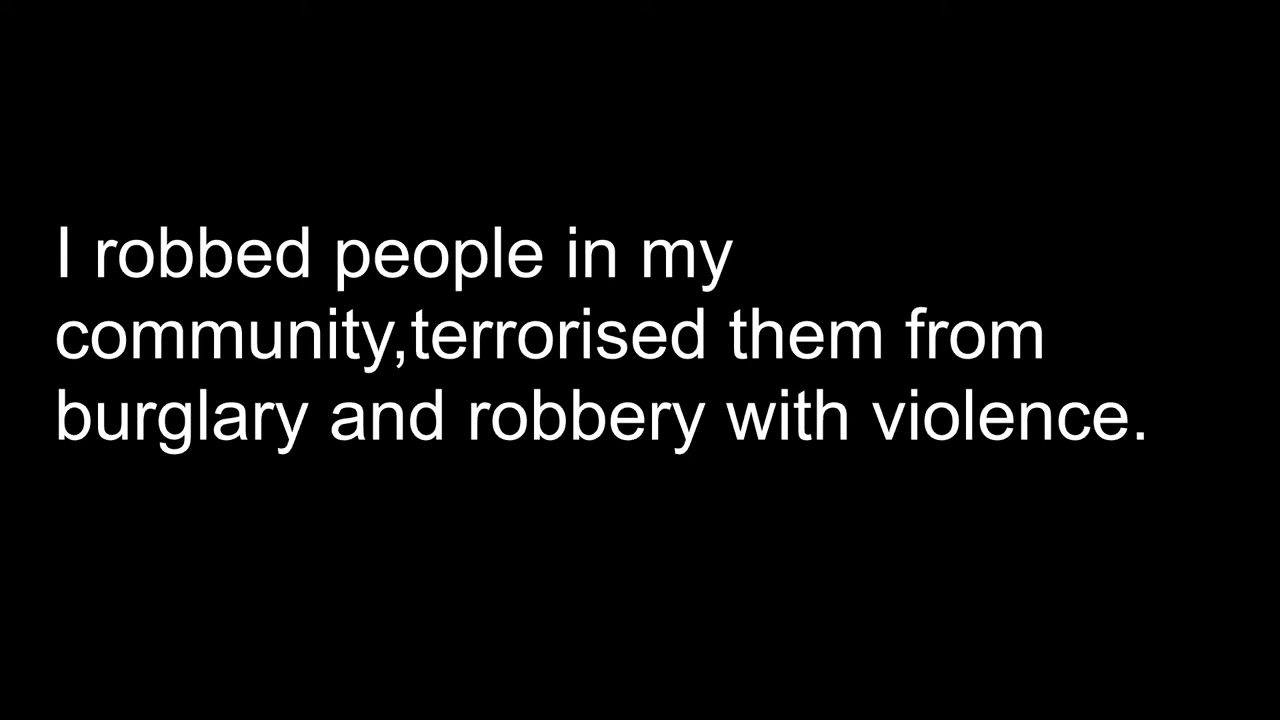 I robbed people in my
community,terrorised them from
burglary and robbery with violence.